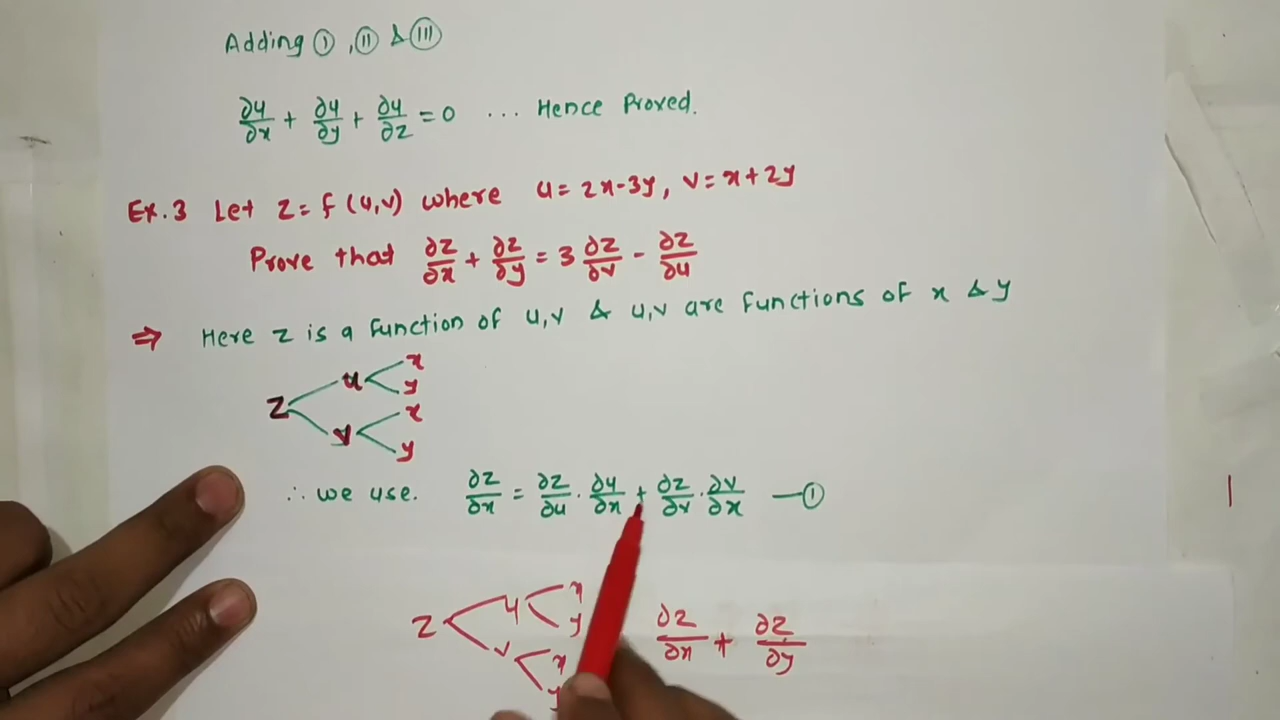 Adding Ⓘ, Ⓘⓘ & Ⓘⓘⓘ
∂u/∂x + ∂u/∂y + ∂u/∂z = 0 ... Hence Proved.
Ex.3 Let z = f (u,v) where u = 2x-3y, v = x+2y
Prove that ∂z/∂x + ∂z/∂y = 3 ∂z/∂v - ∂z/∂u
⇒ Here z is a function of u,v & u,v are functions of x & y
x
u
y
z
x
v
y
∴ we use. ∂z/∂x = ∂z/∂u · ∂u/∂x + ∂z/∂v · ∂v/∂x — Ⓘ
x
u
y
z
v
x
∂z/∂x + ∂z/∂y